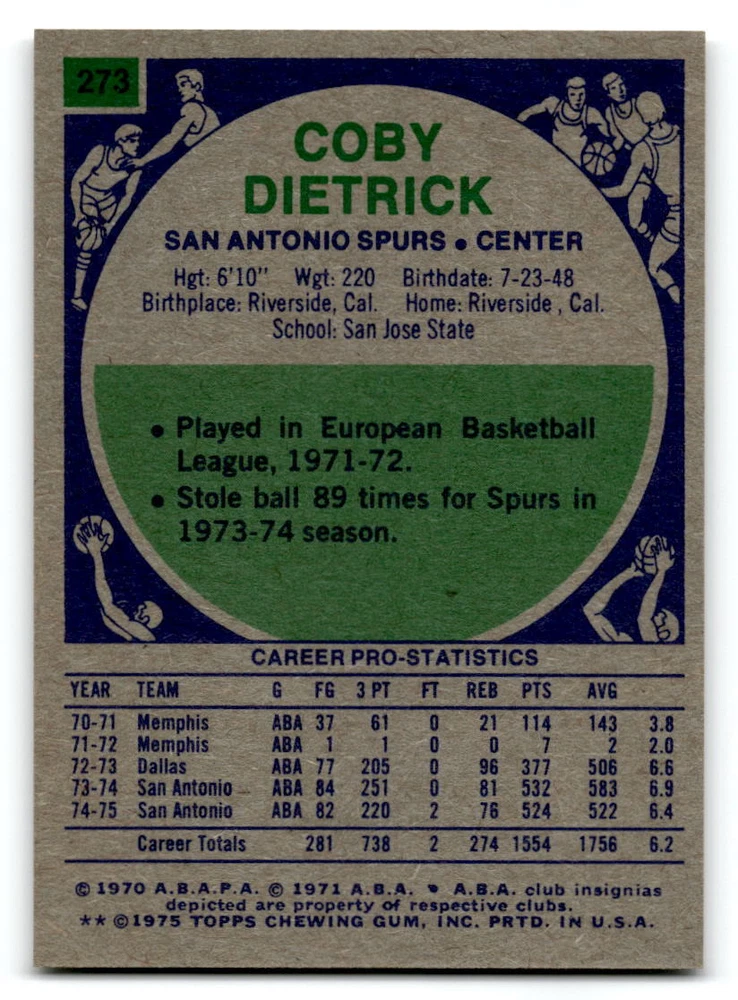 273
COBY
DIETRICK
SAN ANTONIO SPURS • CENTER
Hgt: 6'10" Wgt: 220 Birthdate: 7-23-48
Birthplace: Riverside, Cal. Home: Riverside , Cal.
School: San Jose State
• Played in European Basketball
League, 1971-72.
• Stole ball 89 times for Spurs in
1973-74 season.
CAREER PRO-STATISTICS
YEAR TEAM G FG 3 PT FT REB PTS AVG
70-71 Memphis ABA 37 61 0 21 114 143 3.8
71-72 Memphis ABA 1 1 0 0 7 2 2.0
72-73 Dallas ABA 77 205 0 96 377 506 6.6
73-74 San Antonio ABA 84 251 0 81 532 583 6.9
74-75 San Antonio ABA 82 220 2 76 524 522 6.4
Career Totals 281 738 2 274 1554 1756 6.2
© 1970 A.B.A.P.A. © 1971 A.B.A. • A.B.A. club insignias
depicted are property of respective clubs.
** ©1975 TOPPS CHEWING GUM, INC. PRTD. IN U.S.A.